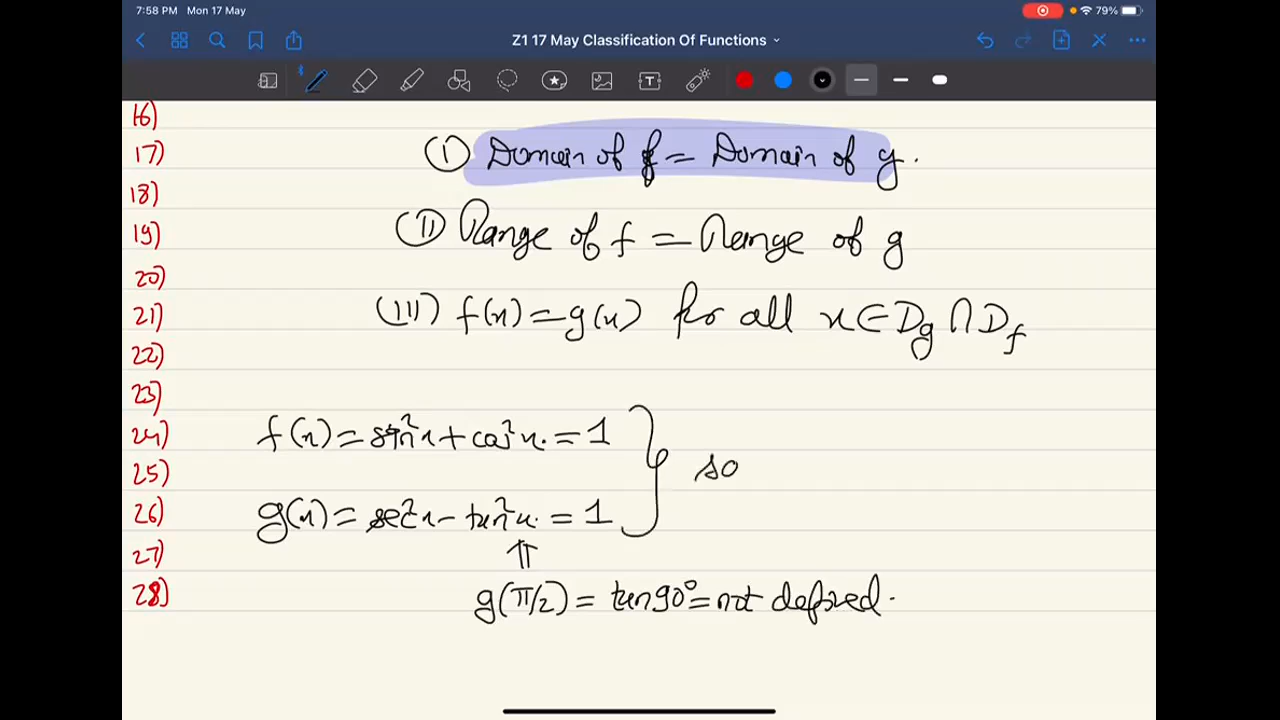 7:58 PM Mon 17 May 79%
Z1 17 May Classification Of Functions
16)
17) (I) Domain of f = Domain of g.
18)
19) (II) Range of f = Range of g
20)
21) (III) f(x) = g(x) for all x ∈ Dg ∩ Df
22)
23)
24) f(x) = sin²x + cos²x. = 1
25) } so
26) g(x) = sec²x - tan²x. = 1
27) ⇑
28) g(π/2) = tan90° = not defined.